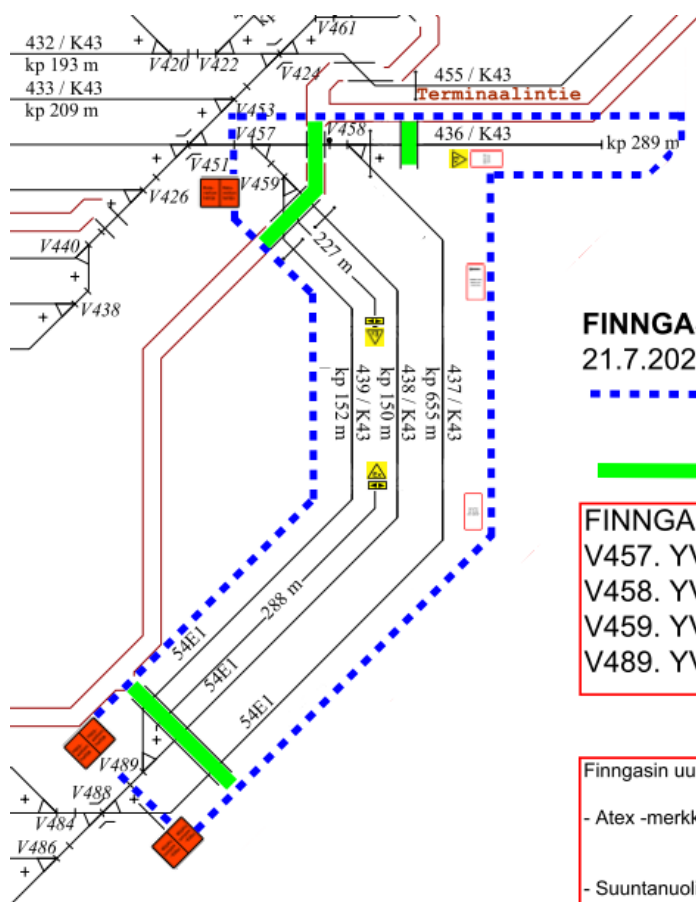 V461
432 / K43
kp 193 m
V420
V422
V424
433 / K43
kp 209 m
455 / K43
Terminaalintie
V453
V457
V458
436 / K43
kp 289 m
V451
V426
V459
V440
227 m
V438
FINNGA
21.7.202
kp 152 m
439 / K43
kp 150 m
438 / K43
kp 655 m
437 / K43
FINNGA
V457. YV
V458. YV
V459. YV
V489. YV
288 m
54E1
54E1
54E1
V489
V488
V484
V486
Finngasin uu
- Atex -merkk
- Suuntanuoli